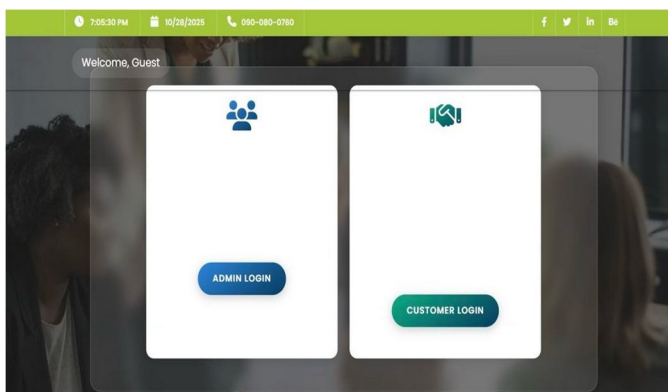 7:05:30 PM 10/28/2025 090-080-0760 f in Bē
Welcome, Guest
ADMIN LOGIN
CUSTOMER LOGIN